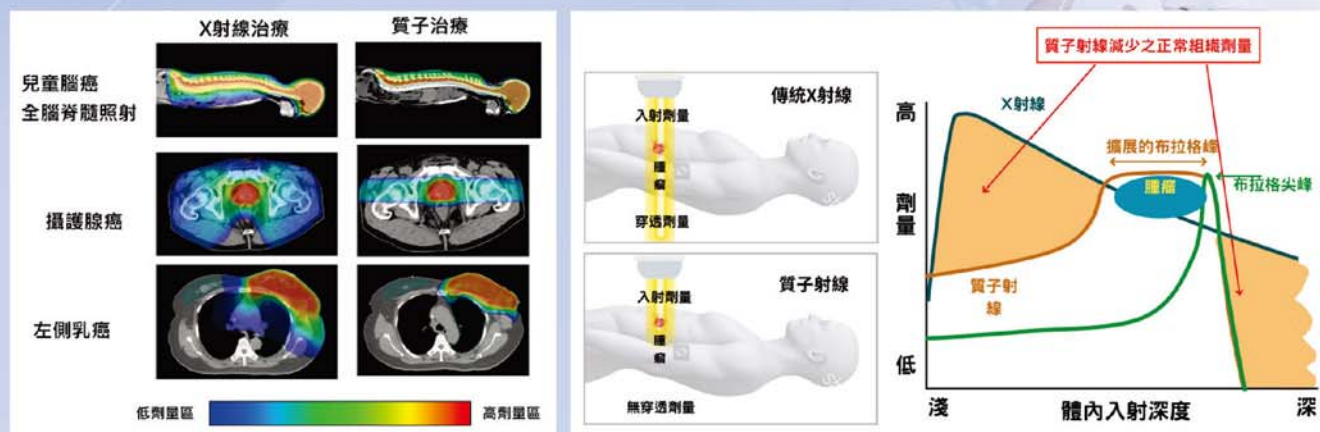 X射線治療
質子治療
兒童腦癌
全腦脊髓照射
攝護腺癌
左側乳癌
低劑量區
高劑量區
傳統X射線
入射劑量
腫瘤
穿透劑量
質子射線
入射劑量
腫瘤
無穿透劑量
質子射線減少之正常組織劑量
高
X射線
擴展的布拉格峰
腫瘤
布拉格尖峰
劑量
質子射
線
低
淺
體內入射深度
深